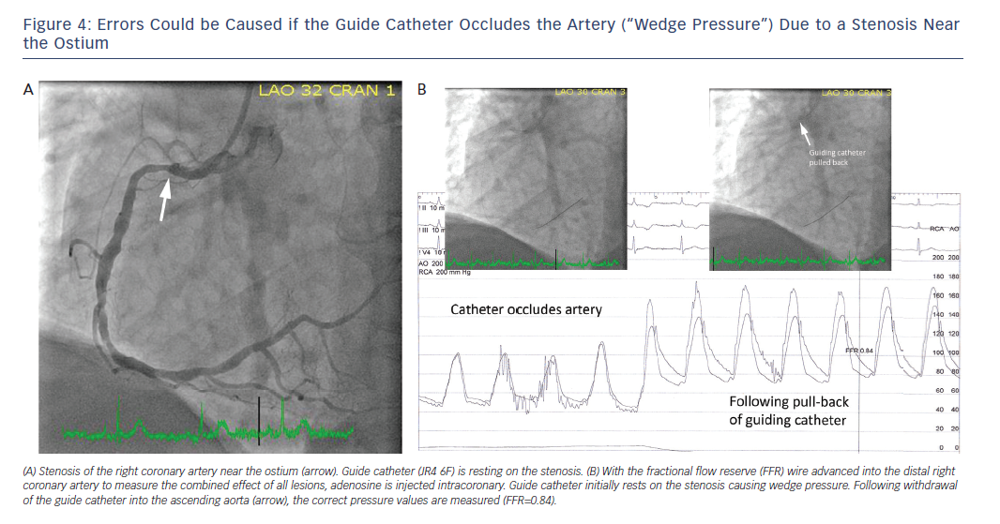 Figure 4: Errors Could be Caused if the Guide Catheter Occludes the Artery (“Wedge Pressure”) Due to a Stenosis Near
the Ostium
A
LAO 32 CRAN 1
B
LAO 30 CRAN 3
LAO 30 CRAN 3
Guiding catheter
pulled back
III 10 m
III 10 m
V4 10
AO 200
RCA 200 mm Hg
RCA AO
200 200
160 180
160 160
140 140
120 120
100 100
80 80
60 60
40 40
20 20
0 0
Catheter occludes artery
FFR 0.84
Following pull-back
of guiding catheter
(A) Stenosis of the right coronary artery near the ostium (arrow). Guide catheter (JR4 6F) is resting on the stenosis. (B) With the fractional flow reserve (FFR) wire advanced into the distal right
coronary artery to measure the combined effect of all lesions, adenosine is injected intracoronary. Guide catheter initially rests on the stenosis causing wedge pressure. Following withdrawal
of the guide catheter into the ascending aorta (arrow), the correct pressure values are measured (FFR=0.84).